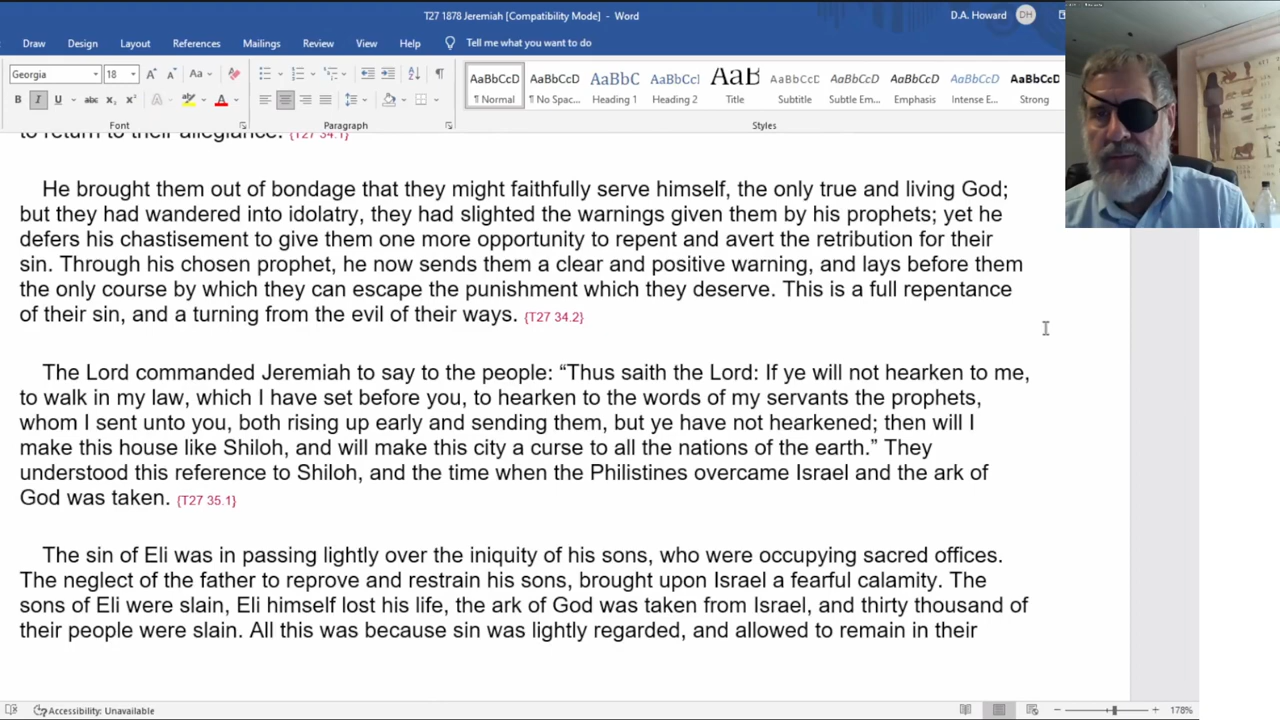 T27 1878 Jeremiah [Compatibility Mode] - Word
D.A. Howard DH
Draw Design Layout References Mailings Review View Help Tell me what you want to do
Georgia 18 Aa
AaBbCcD AaBbCcD AaBbC AaBbCcI AaB AaBbCcD AaBbCcD AaBbCcD AaBbCcD AaBbCcD
B I U abc x₂ x² A A
¶ Normal ¶ No Spac... Heading 1 Heading 2 Title Subtitle Subtle Em... Emphasis Intense E... Strong
Font Paragraph Styles
to return to their allegiance. {T27 34.1}
He brought them out of bondage that they might faithfully serve himself, the only true and living God;
but they had wandered into idolatry, they had slighted the warnings given them by his prophets; yet he
defers his chastisement to give them one more opportunity to repent and avert the retribution for their
sin. Through his chosen prophet, he now sends them a clear and positive warning, and lays before them
the only course by which they can escape the punishment which they deserve. This is a full repentance
of their sin, and a turning from the evil of their ways. {T27 34.2}
The Lord commanded Jeremiah to say to the people: “Thus saith the Lord: If ye will not hearken to me,
to walk in my law, which I have set before you, to hearken to the words of my servants the prophets,
whom I sent unto you, both rising up early and sending them, but ye have not hearkened; then will I
make this house like Shiloh, and will make this city a curse to all the nations of the earth.” They
understood this reference to Shiloh, and the time when the Philistines overcame Israel and the ark of
God was taken. {T27 35.1}
The sin of Eli was in passing lightly over the iniquity of his sons, who were occupying sacred offices.
The neglect of the father to reprove and restrain his sons, brought upon Israel a fearful calamity. The
sons of Eli were slain, Eli himself lost his life, the ark of God was taken from Israel, and thirty thousand of
their people were slain. All this was because sin was lightly regarded, and allowed to remain in their
Accessibility: Unavailable
178%